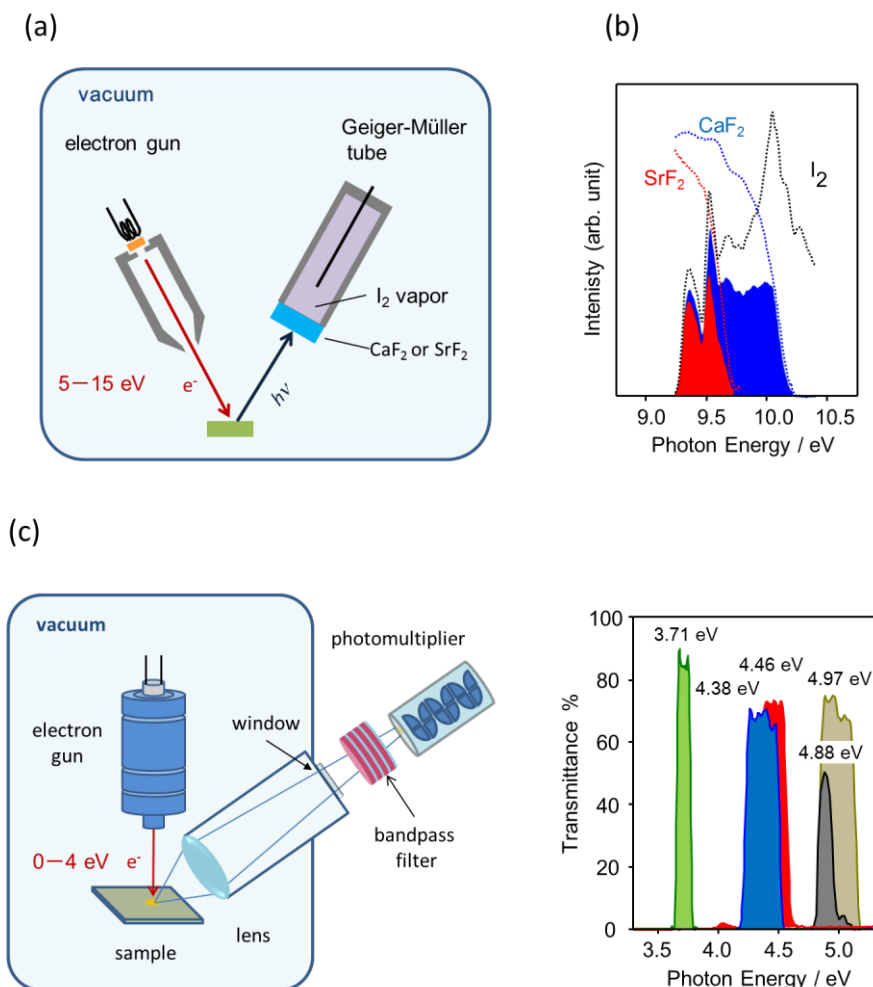 (a)
vacuum
electron gun
Geiger-Müller
tube
I2 vapor
CaF2 or SrF2
5－15 eV
e-
hν
(b)
CaF2
SrF2
I2
Intenisty (arb. unit)
9.0 9.5 10.0 10.5
Photon Energy / eV
(c)
vacuum
electron
gun
0－4 eV
e-
sample
lens
window
photomultiplier
bandpass
filter
100
80
60
40
20
0
Transmittance %
3.71 eV
4.38 eV
4.46 eV
4.97 eV
4.88 eV
3.5 4.0 4.5 5.0
Photon Energy / eV